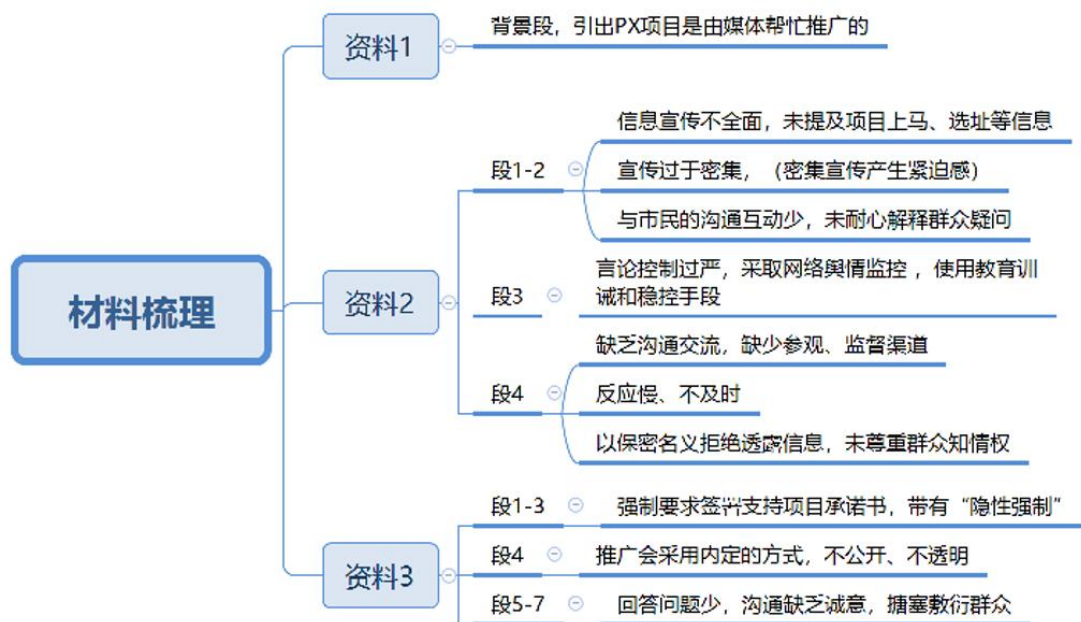 材料梳理
资料1
背景段，引出PX项目是由媒体帮忙推广的
资料2
段1-2
信息宣传不全面，未提及项目上马、选址等信息
宣传过于密集，（密集宣传产生紧迫感）
与市民的沟通互动少，未耐心解释群众疑问
段3
言论控制过严，采取网络舆情监控，使用教育训
诫和稳控手段
段4
缺乏沟通交流，缺少参观、监督渠道
反应慢、不及时
以保密名义拒绝透露信息，未尊重群众知情权
资料3
段1-3
强制要求签署支持项目承诺书，带有“隐性强制”
段4
推广会采用内定的方式，不公开、不透明
段5-7
回答问题少，沟通缺乏诚意，搪塞敷衍群众